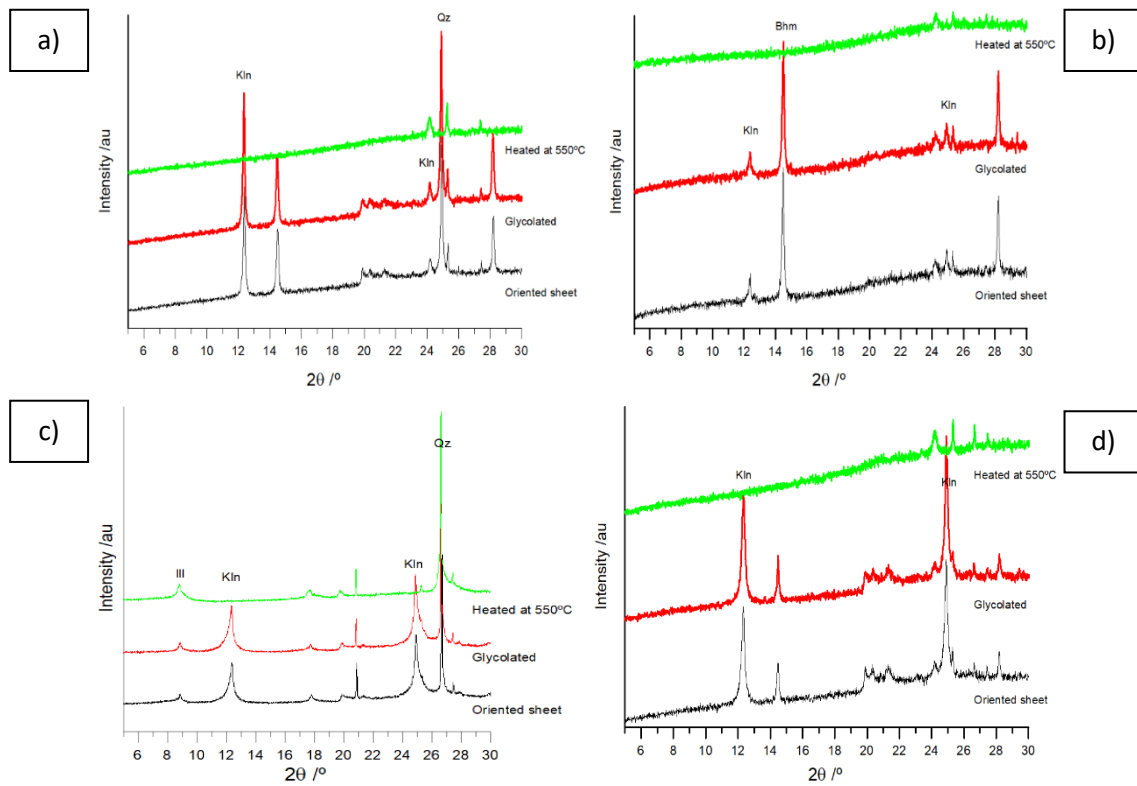 a)
Intensity /au
Kln
Qz
Kln
Heated at 550ºC
Glycolated
Oriented sheet
6 8 10 12 14 16 18 20 22 24 26 28 30
2θ /º
b)
Intensity /au
Bhm
Kln
Kln
Heated at 550ºC
Glycolated
Oriented sheet
6 8 10 12 14 16 18 20 22 24 26 28 30
2θ /º
c)
Intensity /au
Ill
Kln
Kln
Qz
Heated at 550ºC
Glycolated
Oriented sheet
6 8 10 12 14 16 18 20 22 24 26 28 30
2θ /º
d)
Intensity /au
Kln
Kln
Heated at 550ºC
Glycolated
Oriented sheet
6 8 10 12 14 16 18 20 22 24 26 28 30
2θ /º